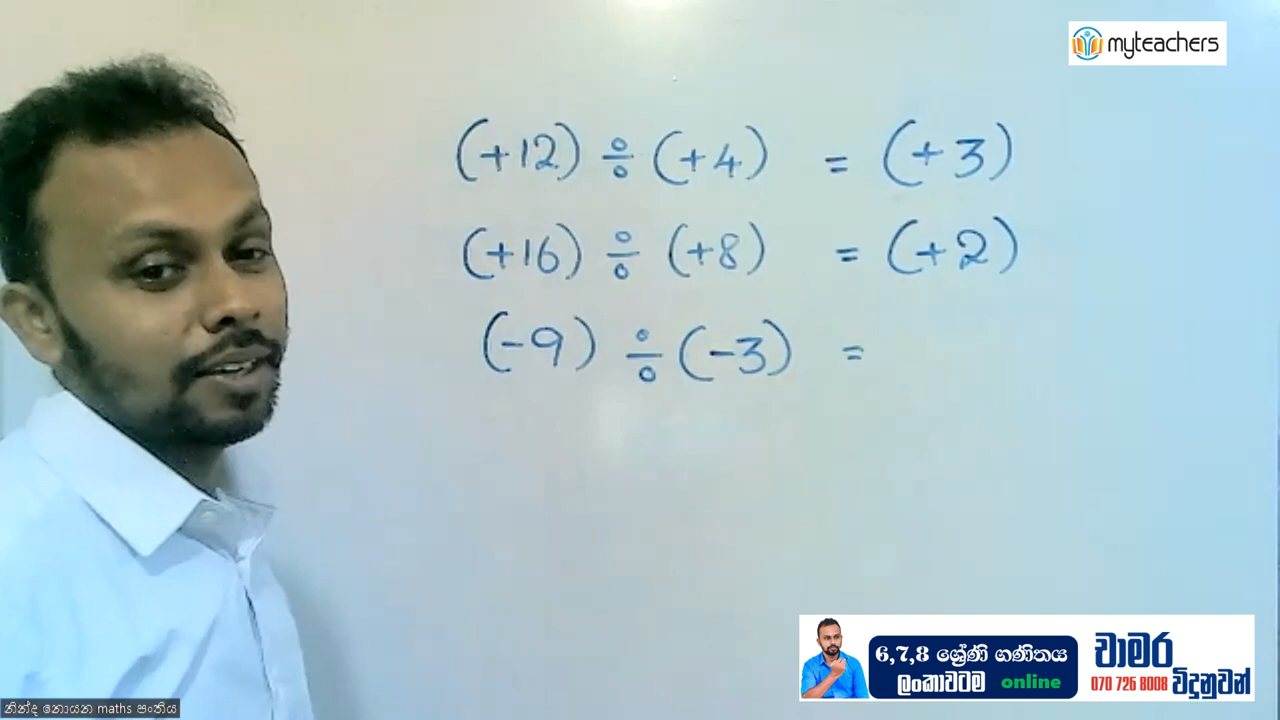 myteachers
(+12) ÷ (+4) = (+3)
(+16) ÷ (+8) = (+2)
(-9) ÷ (-3) =
6,7,8 ශ්‍රේණි ගණිතය
ලංකාවටම online
චාමර
070 726 8008 විදුනුවන්
නින්ද නොයන maths පංතිය